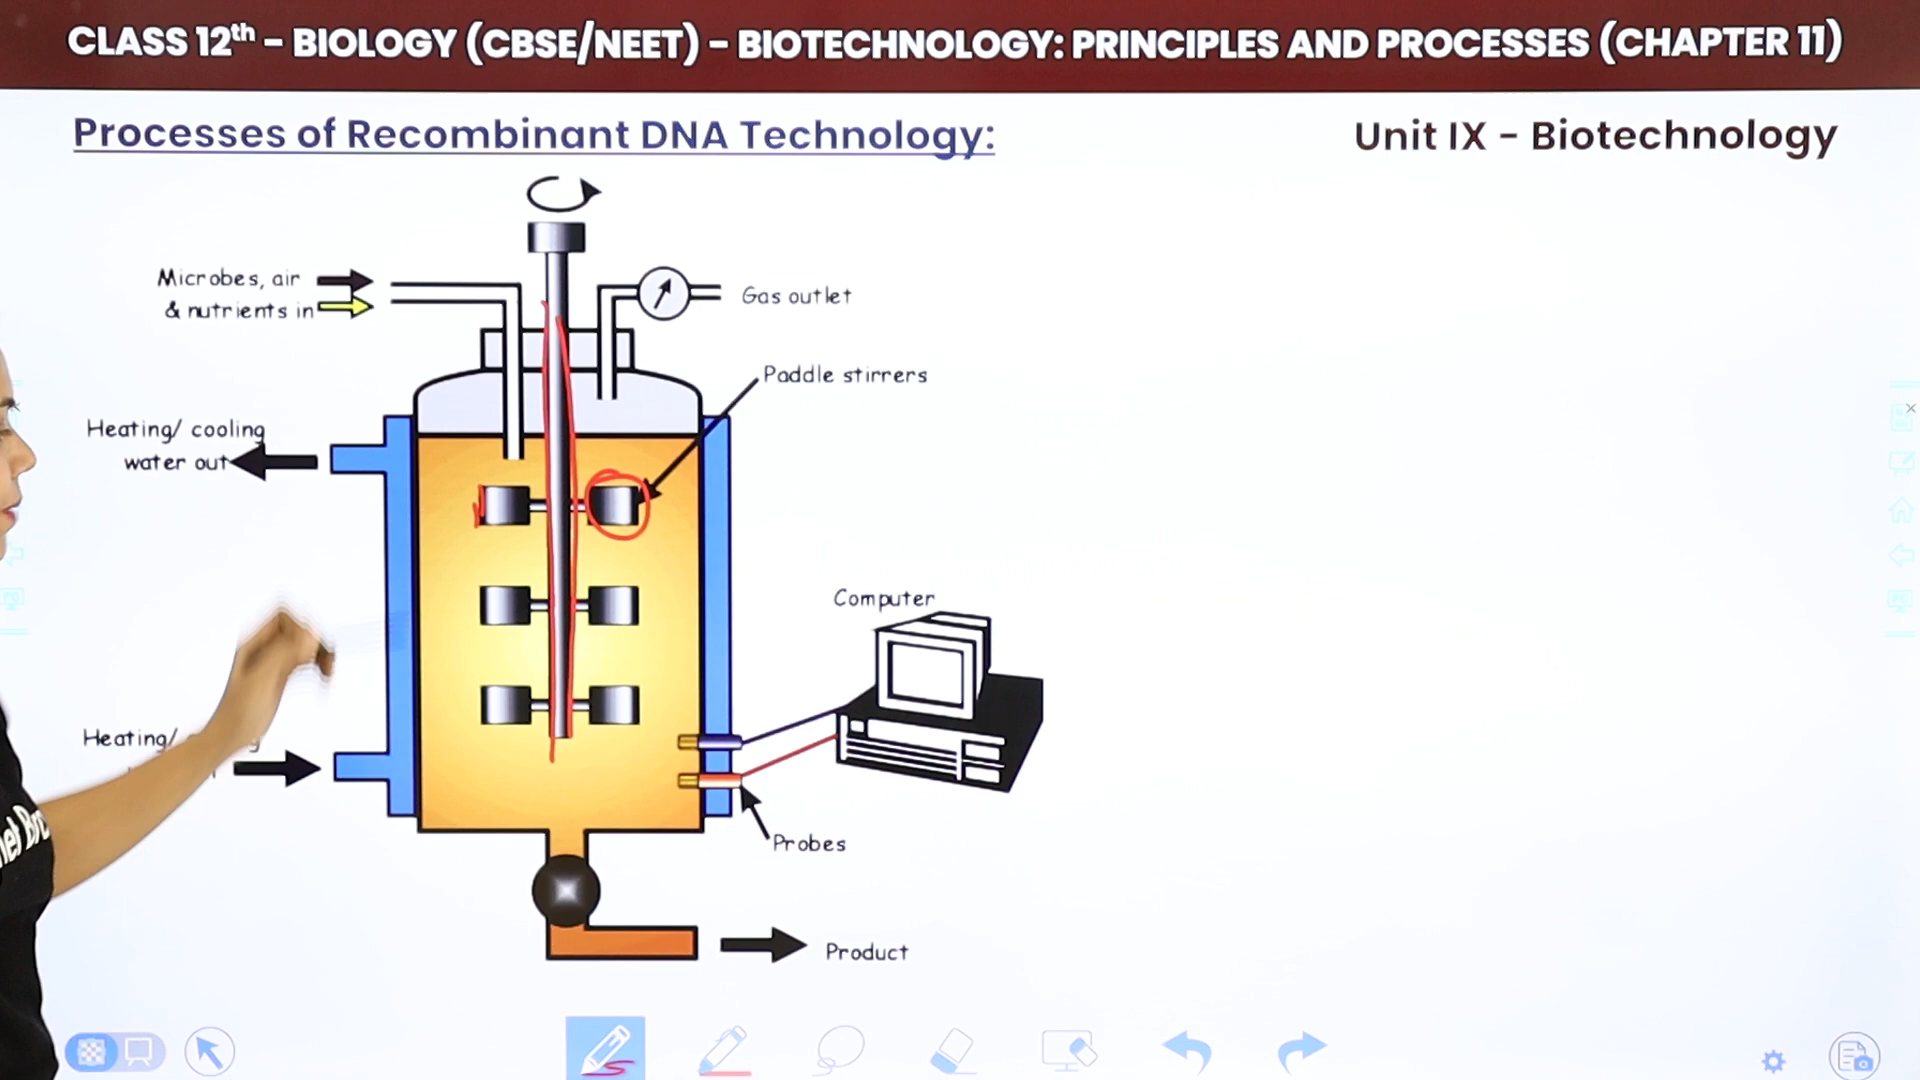 CLASS 12th - BIOLOGY (CBSE/NEET) - BIOTECHNOLOGY: PRINCIPLES AND PROCESSES (CHAPTER 11)
Processes of Recombinant DNA Technology:
Unit IX - Biotechnology
Microbes, air
& nutrients in
Gas outlet
Paddle stirrers
Heating/ cooling
water out
Computer
Heating/
Probes
Product